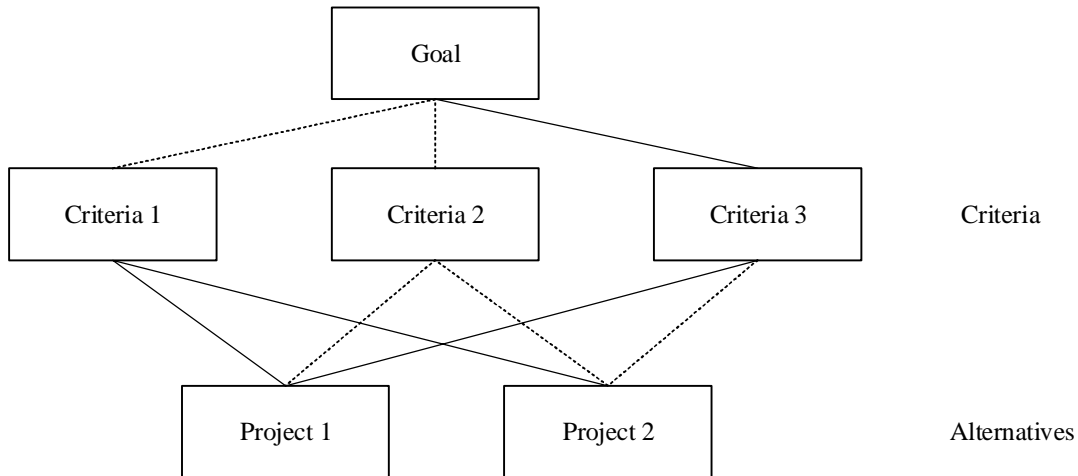 Goal
Criteria 1
Criteria 2
Criteria 3
Criteria
Project 1
Project 2
Alternatives